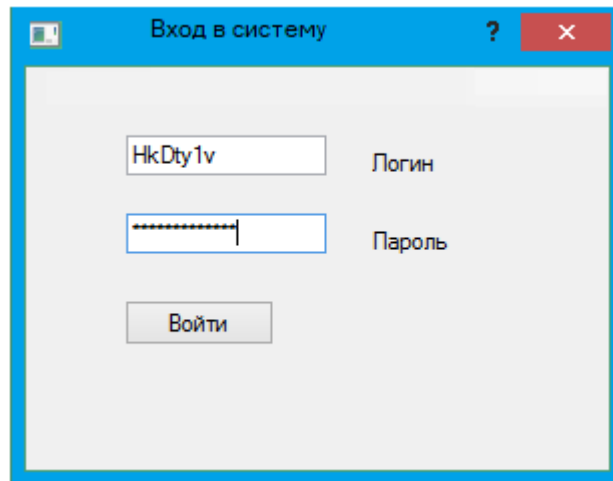 Вход в систему ?
HkDty1v Логин
************* Пароль
Войти